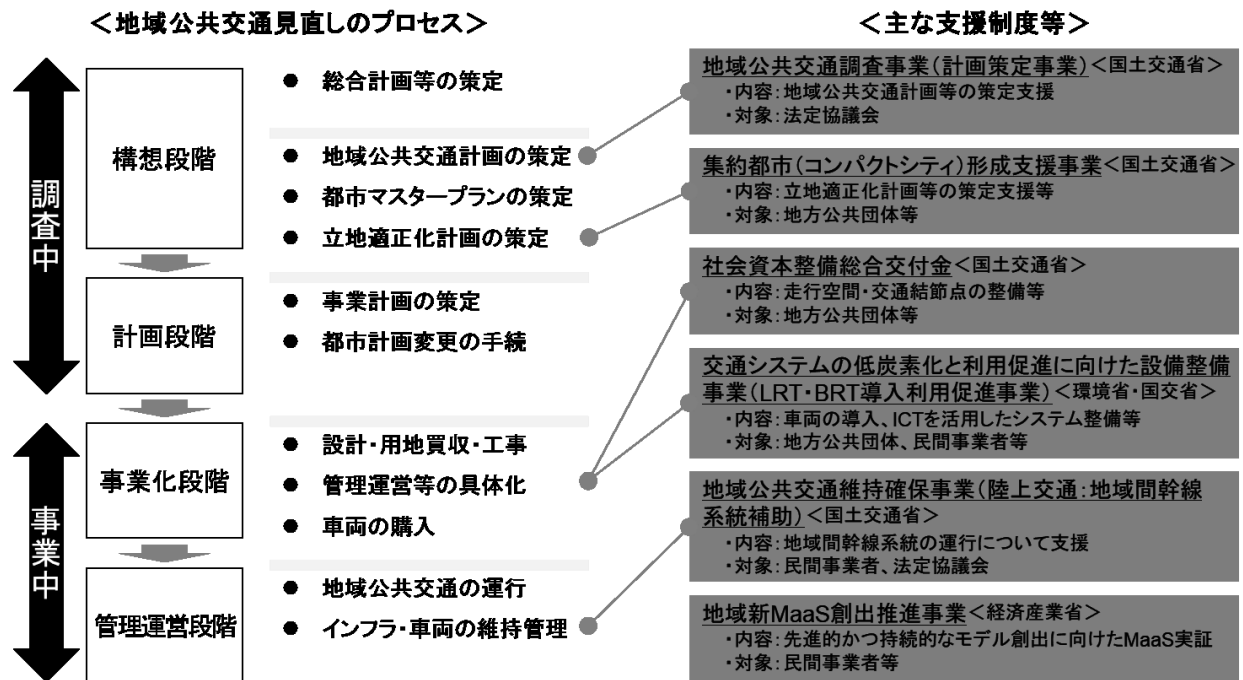 ＜地域公共交通見直しのプロセス＞
調査中
構想段階
● 総合計画等の策定
● 地域公共交通計画の策定
● 都市マスタープランの策定
● 立地適正化計画の策定
計画段階
● 事業計画の策定
● 都市計画変更の手続
事業中
事業化段階
● 設計・用地買収・工事
● 管理運営等の具体化
● 車両の購入
管理運営段階
● 地域公共交通の運行
● インフラ・車両の維持管理
＜主な支援制度等＞
地域公共交通調査事業（計画策定事業）＜国土交通省＞
・内容：地域公共交通計画等の策定支援
・対象：法定協議会
集約都市（コンパクトシティ）形成支援事業＜国土交通省＞
・内容：立地適正化計画等の策定支援等
・対象：地方公共団体等
社会資本整備総合交付金＜国土交通省＞
・内容：走行空間・交通結節点の整備等
・対象：地方公共団体等
交通システムの低炭素化と利用促進に向けた設備整備
事業（LRT・BRT導入利用促進事業）＜環境省・国交省＞
・内容：車両の導入、ICTを活用したシステム整備等
・対象：地方公共団体、民間事業者等
地域公共交通維持確保事業（陸上交通：地域間幹線
系統補助）＜国土交通省＞
・内容：地域間幹線系統の運行について支援
・対象：民間事業者、法定協議会
地域新MaaS創出推進事業＜経済産業省＞
・内容：先進的かつ持続的なモデル創出に向けたMaaS実証
・対象：民間事業者等